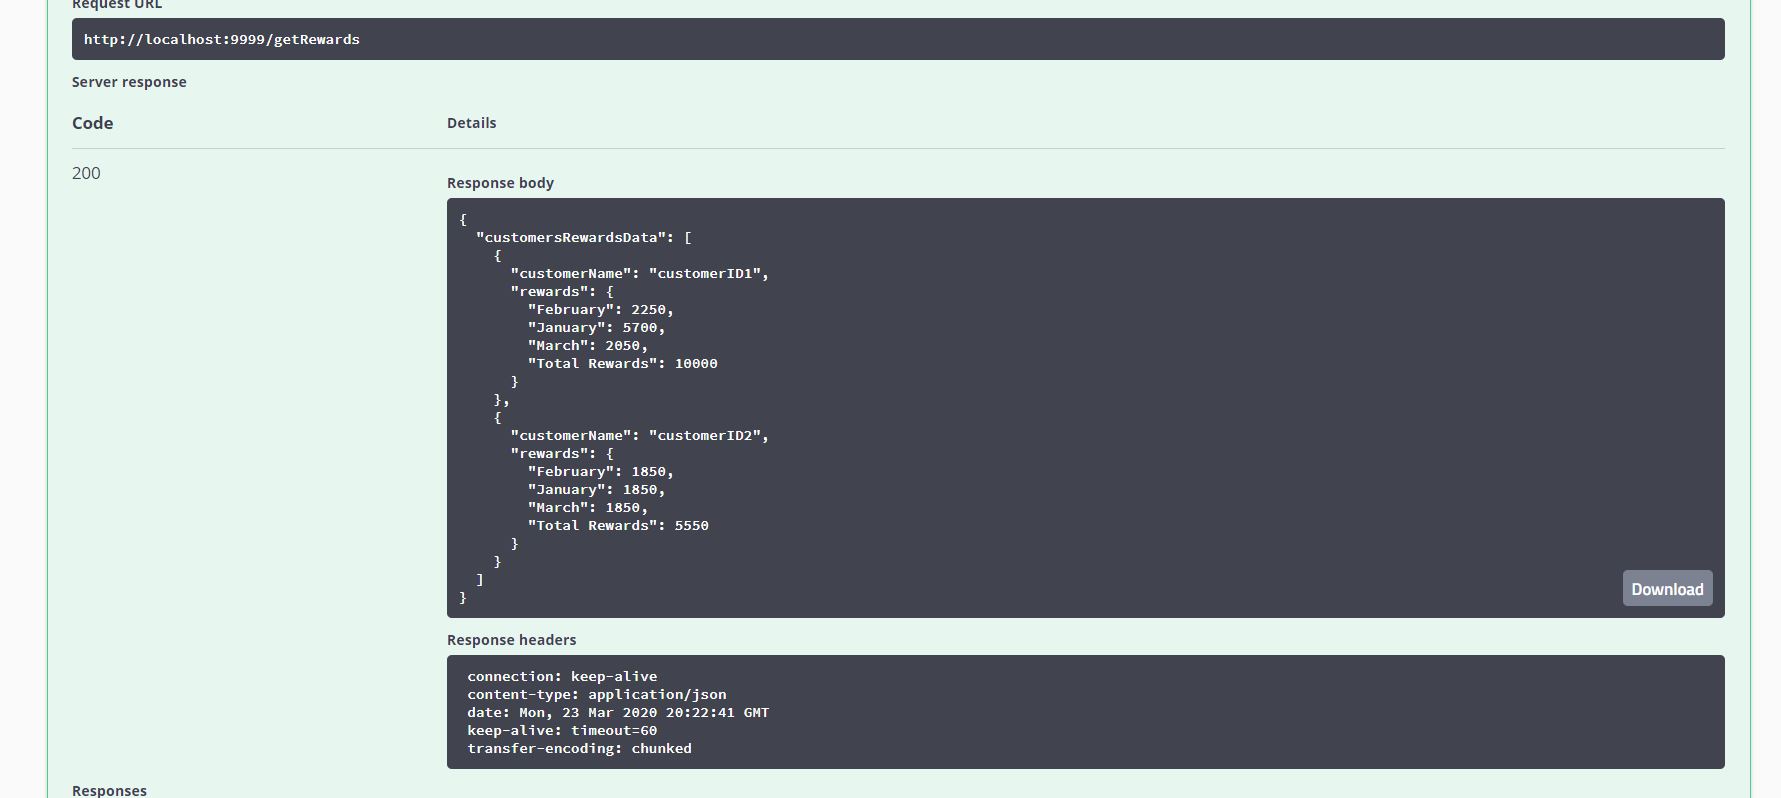 Request URL
http://localhost:9999/getRewards
Server response
Code
Details
200
Response body
{
  "customersRewardsData": [
    {
      "customerName": "customerID1",
      "rewards": {
        "February": 2250,
        "January": 5700,
        "March": 2050,
        "Total Rewards": 10000
      }
    },
    {
      "customerName": "customerID2",
      "rewards": {
        "February": 1850,
        "January": 1850,
        "March": 1850,
        "Total Rewards": 5550
      }
    }
  ]
}
Download
Response headers
connection: keep-alive
content-type: application/json
date: Mon, 23 Mar 2020 20:22:41 GMT
keep-alive: timeout=60
transfer-encoding: chunked
Responses